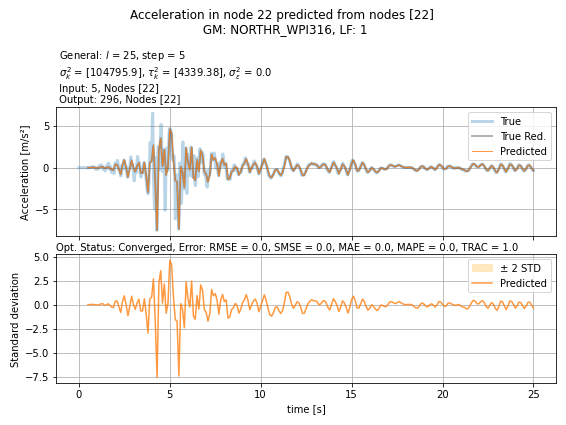 Acceleration in node 22 predicted from nodes [22]
GM: NORTHR_WPI316, LF: 1
General: l = 25, step = 5
σ²ₖ = [104795.9], τ²ₖ = [4339.38], σ²ε = 0.0
Input: 5, Nodes [22]
Output: 296, Nodes [22]
5
0
−5
Acceleration [m/s²]
True
True Red.
Predicted
Opt. Status: Converged, Error: RMSE = 0.0, SMSE = 0.0, MAE = 0.0, MAPE = 0.0, TRAC = 1.0
5.0
2.5
0.0
−2.5
−5.0
−7.5
Standard deviation
± 2 STD
Predicted
0 5 10 15 20 25
time [s]